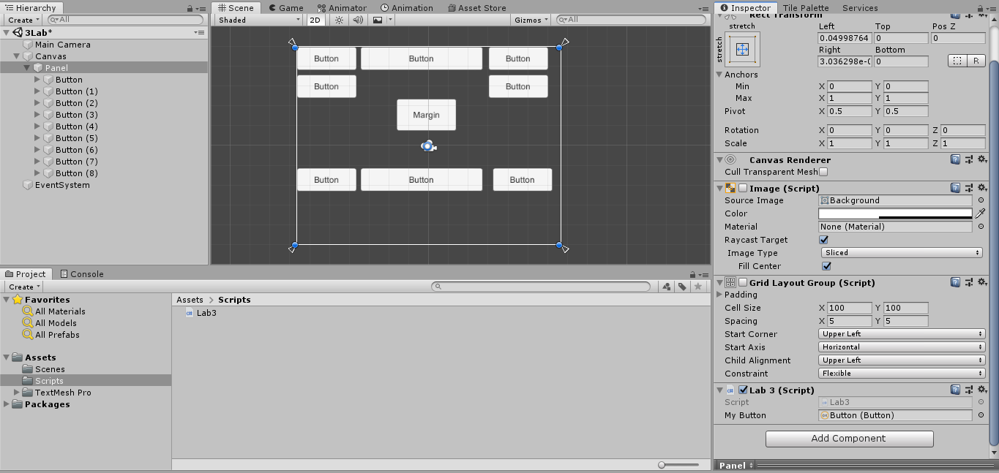 Hierarchy
Create
All
3Lab*
Main Camera
Canvas
Panel
Button
Button (1)
Button (2)
Button (3)
Button (4)
Button (5)
Button (6)
Button (7)
Button (8)
EventSystem
Scene Game Animator Animation Asset Store
Shaded 2D Gizmos All
Button Button Button
Button Button
Margin
Button Button Button
Project Console
Create
Favorites
All Materials
All Models
All Prefabs
Assets
Scenes
Scripts
TextMesh Pro
Packages
Assets > Scripts
Lab3
Inspector Tile Palette Services
Rect Transform
stretch Left Top Pos Z
stretch 0.04998764 0 0
Right Bottom
3.036298e-( 0 R
Anchors
Min X 0 Y 0
Max X 1 Y 1
Pivot X 0.5 Y 0.5
Rotation X 0 Y 0 Z 0
Scale X 1 Y 1 Z 1
Canvas Renderer
Cull Transparent Mesh
Image (Script)
Source Image Background
Color
Material None (Material)
Raycast Target
Image Type Sliced
Fill Center
Grid Layout Group (Script)
Padding
Cell Size X 100 Y 100
Spacing X 5 Y 5
Start Corner Upper Left
Start Axis Horizontal
Child Alignment Upper Left
Constraint Flexible
Lab 3 (Script)
Script Lab3
My Button Button (Button)
Add Component
Panel